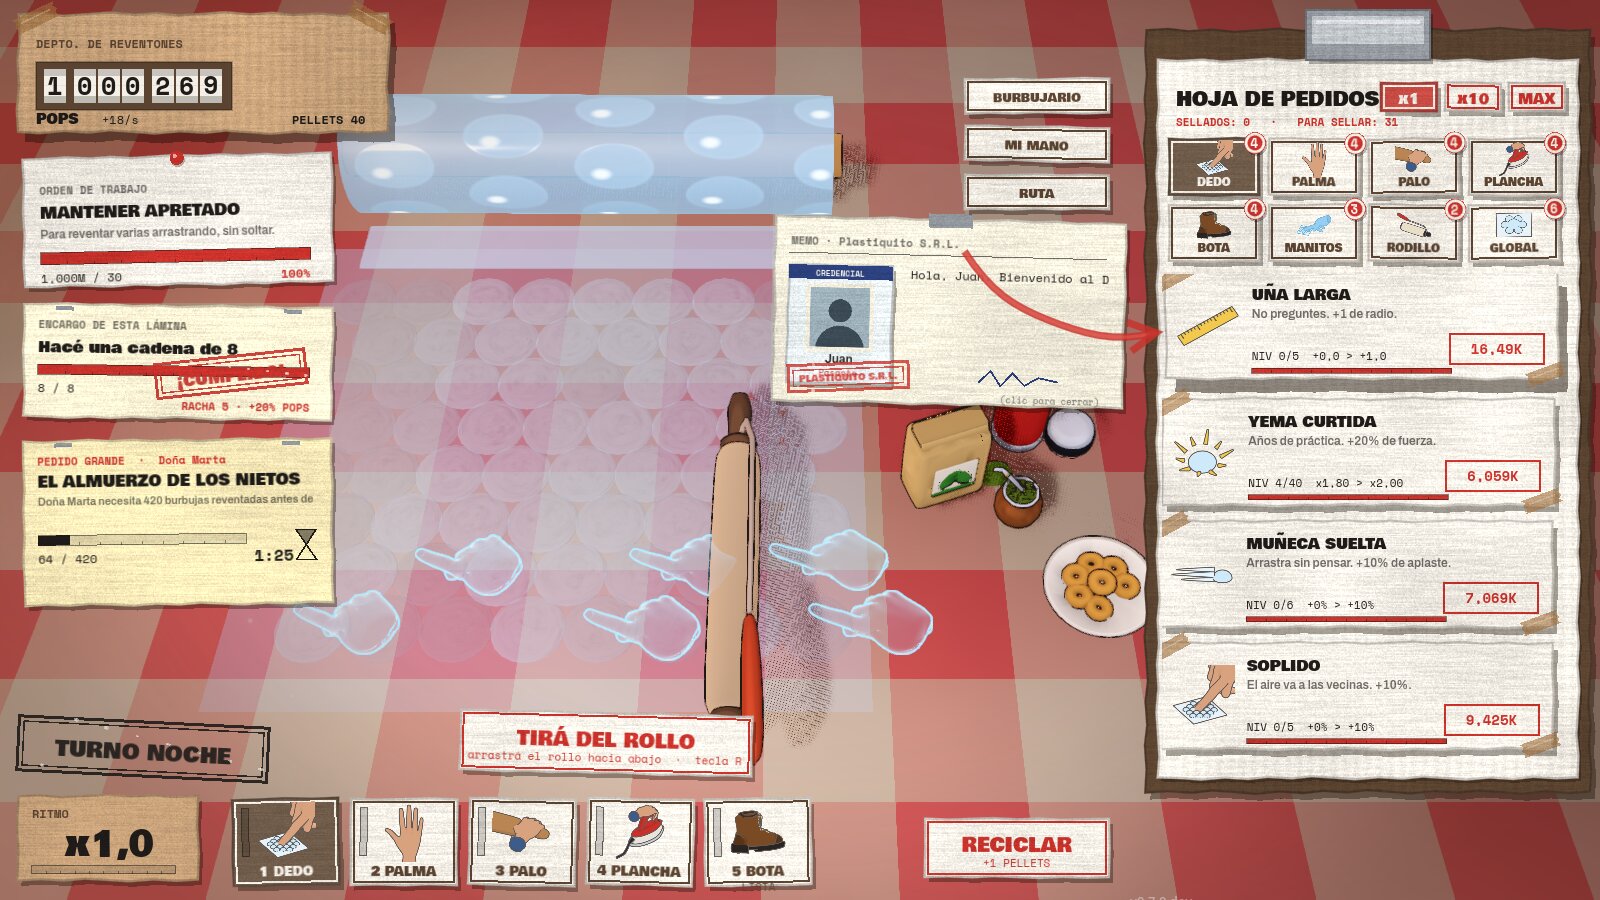 DEPTO. DE REVENTONES
1 000 269
POPS +18/s PELLETS 40
ORDEN DE TRABAJO
MANTENER APRETADO
Para reventar varias arrastrando, sin soltar.
1.000M / 30 100%
ENCARGO DE ESTA LÁMINA
Hacé una cadena de 8
8 / 8
RACHA 5 · +20% POPS
PEDIDO GRANDE · Doña Marta
EL ALMUERZO DE LOS NIETOS
Doña Marta necesita 420 burbujas reventadas antes de
64 / 420 1:25
TURNO NOCHE
RITMO
x1,0
1 DEDO
2 PALMA
3 PALO
4 PLANCHA
5 BOTA
LISTA
TIRÁ DEL ROLLO
arrastrá el rollo hacia abajo · tecla R
RECICLAR
+1 PELLETS
BURBUJARIO
MI MANO
RUTA
MEMO · Plastiquito S.R.L.
CREDENCIAL
Juan
PLASTIQUITO S.R.L.
Hola, Juan. Bienvenido al D
(clic para cerrar)
HOJA DE PEDIDOS x1 x10 MAX
SELLADOS: 0 · PARA SELLAR: 31
DEDO 4
PALMA 4
PALO 4
PLANCHA 4
BOTA 4
MANITOS 3
RODILLO 2
GLOBAL 6
UÑA LARGA
No preguntes. +1 de radio.
NIV 0/5 +0,0 > +1,0
16,49K
YEMA CURTIDA
Años de práctica. +20% de fuerza.
NIV 4/40 x1,80 > x2,00
6,059K
MUÑECA SUELTA
Arrastra sin pensar. +10% de aplaste.
NIV 0/6 +0% > +10%
7,069K
SOPLIDO
El aire va a las vecinas. +10%.
NIV 0/5 +0% > +10%
9,425K